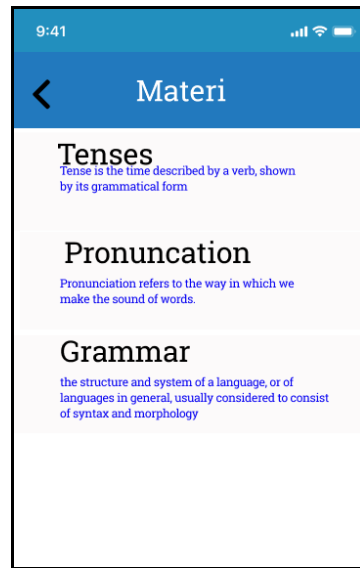 9:41
Materi
Tenses
Tense is the time described by a verb, shown
by its grammatical form
Pronuncation
Pronunciation refers to the way in which we
make the sound of words.
Grammar
the structure and system of a language, or of
languages in general, usually considered to consist
of syntax and morphology